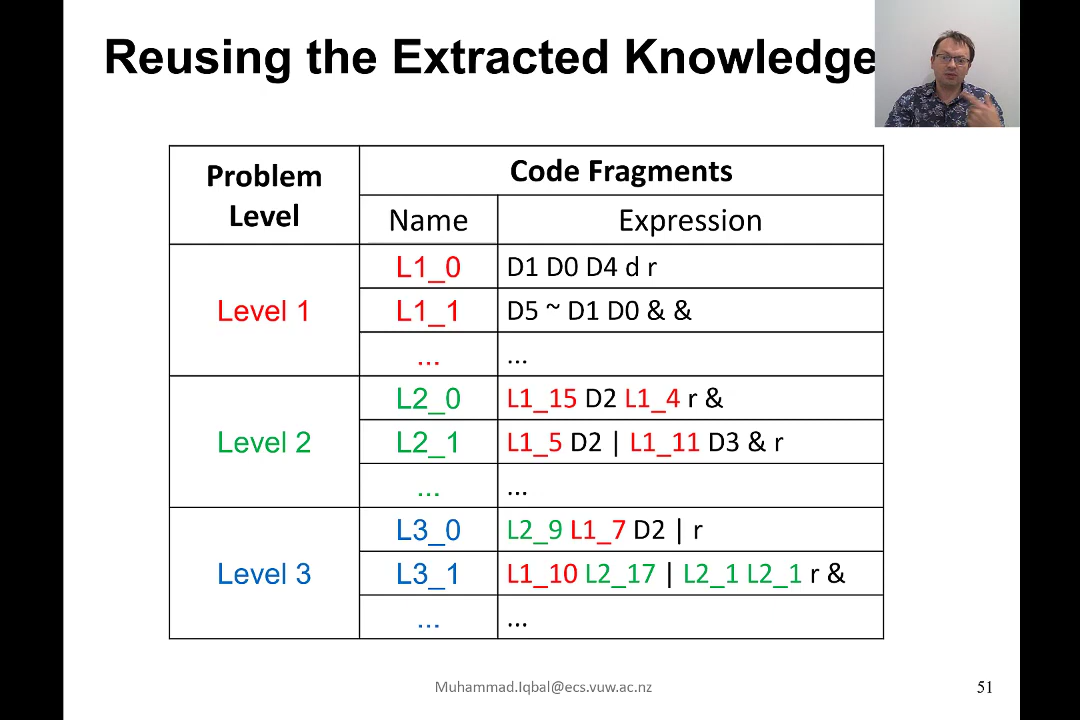 Reusing the Extracted Knowledge
Problem Level
Code Fragments
Name Expression
Level 1
L1_0 D1 D0 D4 d r
L1_1 D5 ~ D1 D0 & &
... ...
Level 2
L2_0 L1_15 D2 L1_4 r &
L2_1 L1_5 D2 | L1_11 D3 & r
... ...
Level 3
L3_0 L2_9 L1_7 D2 | r
L3_1 L1_10 L2_17 | L2_1 L2_1 r &
... ...
Muhammad.Iqbal@ecs.vuw.ac.nz
51